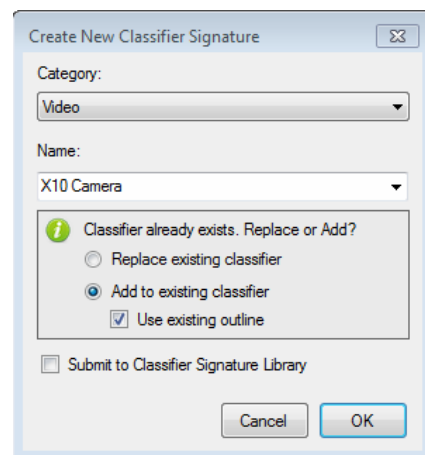 Create New Classifier Signature
Category:
Video
Name:
X10 Camera
Classifier already exists. Replace or Add?
Replace existing classifier
Add to existing classifier
Use existing outline
Submit to Classifier Signature Library
Cancel OK